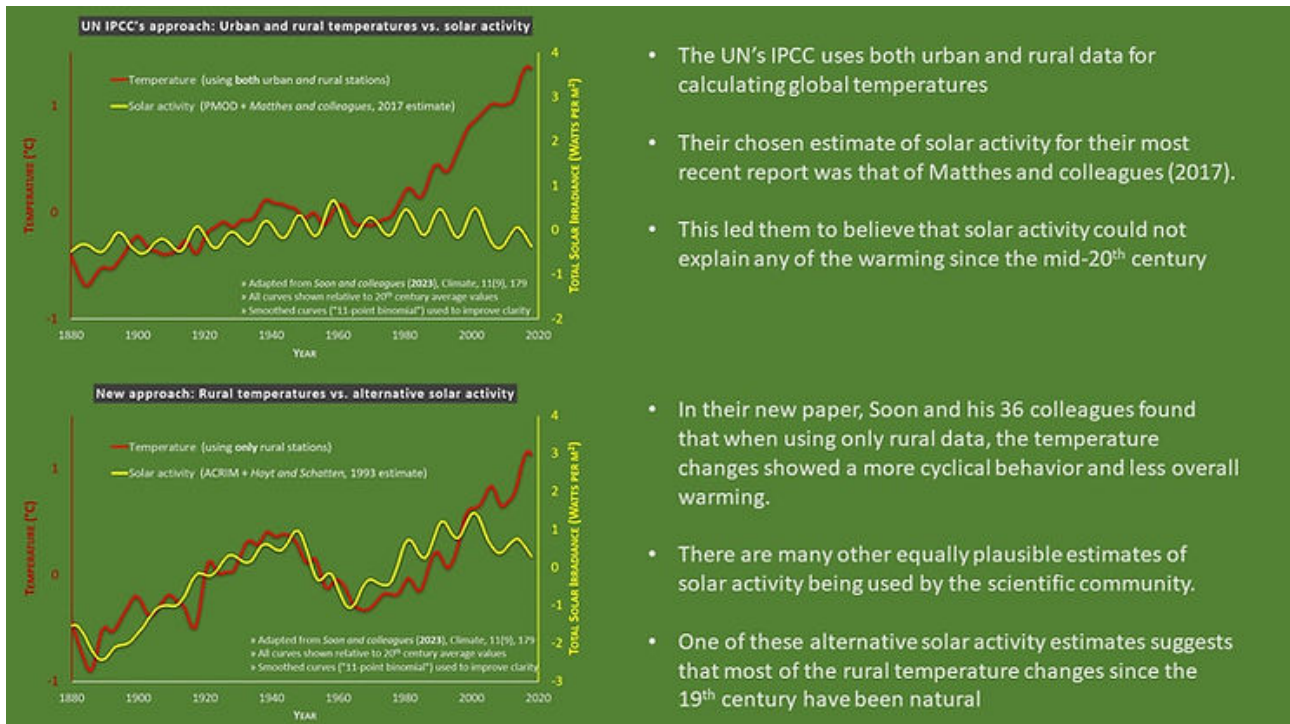 UN IPCC's approach: Urban and rural temperatures vs. solar activity
Temperature (using both urban and rural stations)
Solar activity (PMOD + Matthes and colleagues, 2017 estimate)
TEMPERATURE (°C)
1
0
-1
4
3
2
1
0
-1
-2
TOTAL SOLAR IRRADIANCE (WATTS PER M²)
» Adapted from Soon and colleagues (2023), Climate, 11(9), 179
» All curves shown relative to 20th century average values
» Smoothed curves ("11-point binomial") used to improve clarity
1880 1900 1920 1940 1960 1980 2000 2020
YEAR
• The UN's IPCC uses both urban and rural data for
calculating global temperatures
• Their chosen estimate of solar activity for their most
recent report was that of Matthes and colleagues (2017).
• This led them to believe that solar activity could not
explain any of the warming since the mid-20th century
New approach: Rural temperatures vs. alternative solar activity
Temperature (using only rural stations)
Solar activity (ACRIM + Hoyt and Schatten, 1993 estimate)
TEMPERATURE (°C)
1
0
-1
4
3
2
1
0
-1
-2
-3
TOTAL SOLAR IRRADIANCE (WATTS PER M²)
» Adapted from Soon and colleagues (2023), Climate, 11(9), 179
» All curves shown relative to 20th century average values
» Smoothed curves ("11-point binomial") used to improve clarity
1880 1900 1920 1940 1960 1980 2000 2020
YEAR
• In their new paper, Soon and his 36 colleagues found
that when using only rural data, the temperature
changes showed a more cyclical behavior and less overall
warming.
• There are many other equally plausible estimates of
solar activity being used by the scientific community.
• One of these alternative solar activity estimates suggests
that most of the rural temperature changes since the
19th century have been natural